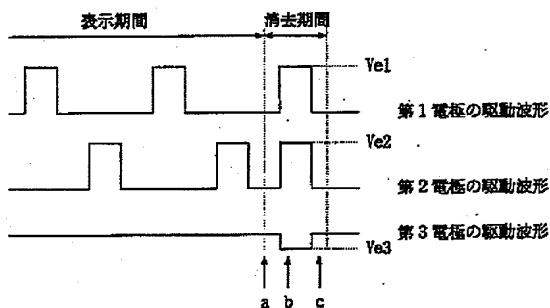 表示期間 消去期間
Ve1
第1電極の駆動波形
Ve2
第2電極の駆動波形
第3電極の駆動波形
Ve3
a b c